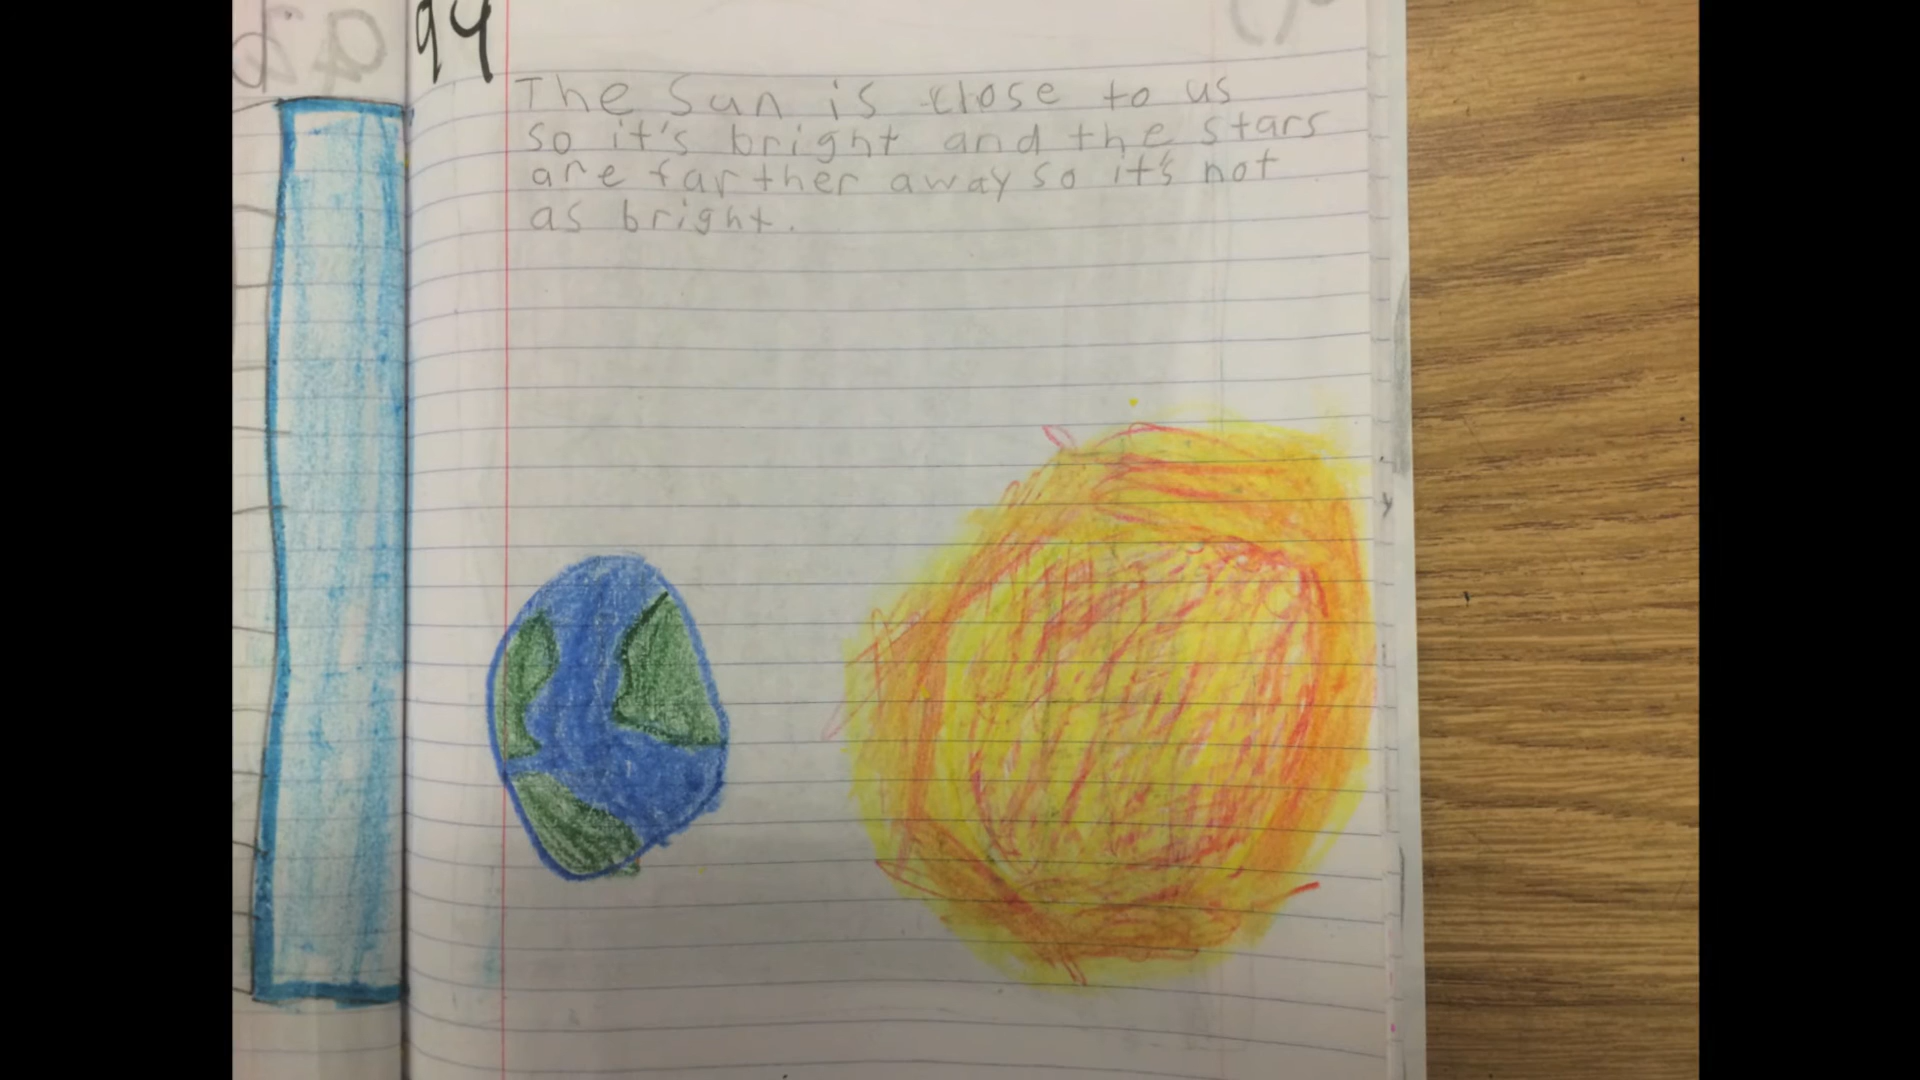 94
The Sun is close to us
so it's bright and the stars
are farther away so it's not
as bright.